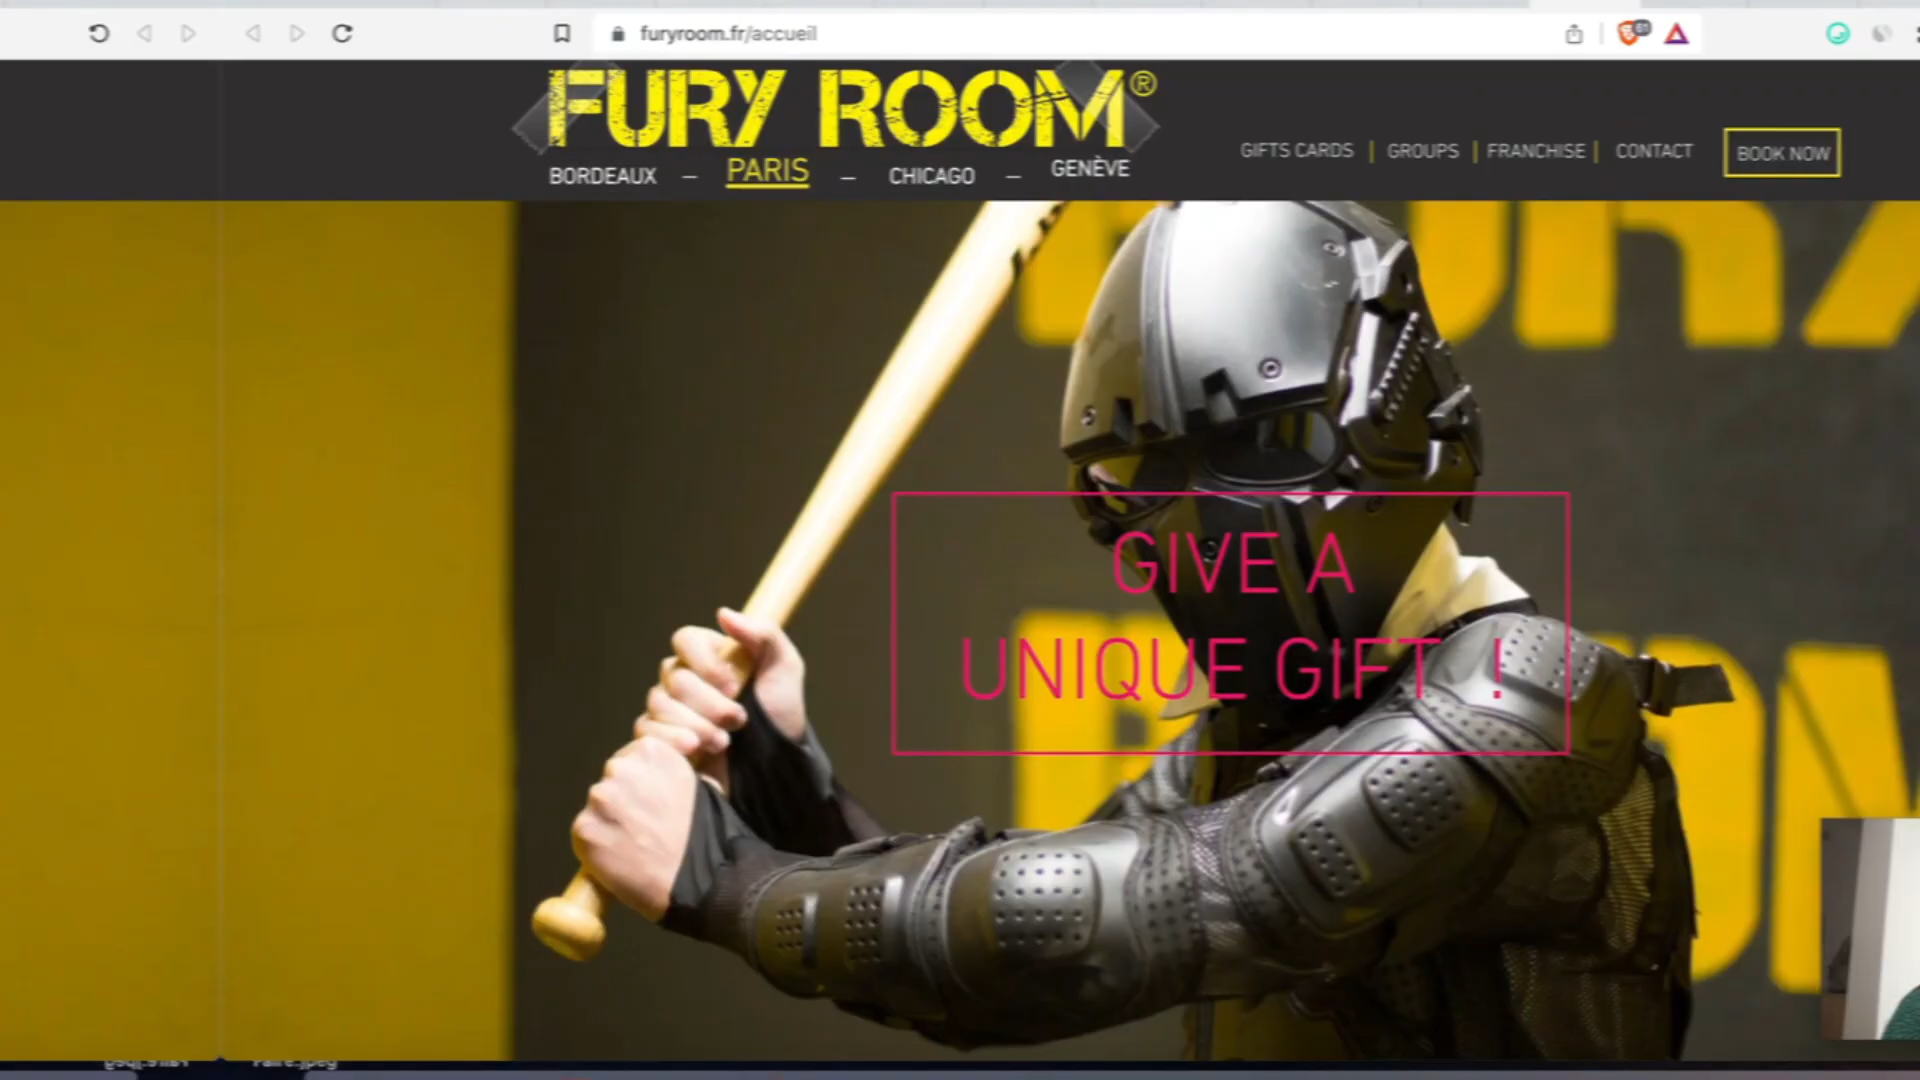 furyroom.fr/accueil
61
FURY ROOM®
BORDEAUX – PARIS – CHICAGO – GENÈVE
GIFTS CARDS | GROUPS | FRANCHISE | CONTACT
BOOK NOW
GIVE A
UNIQUE GIFT !